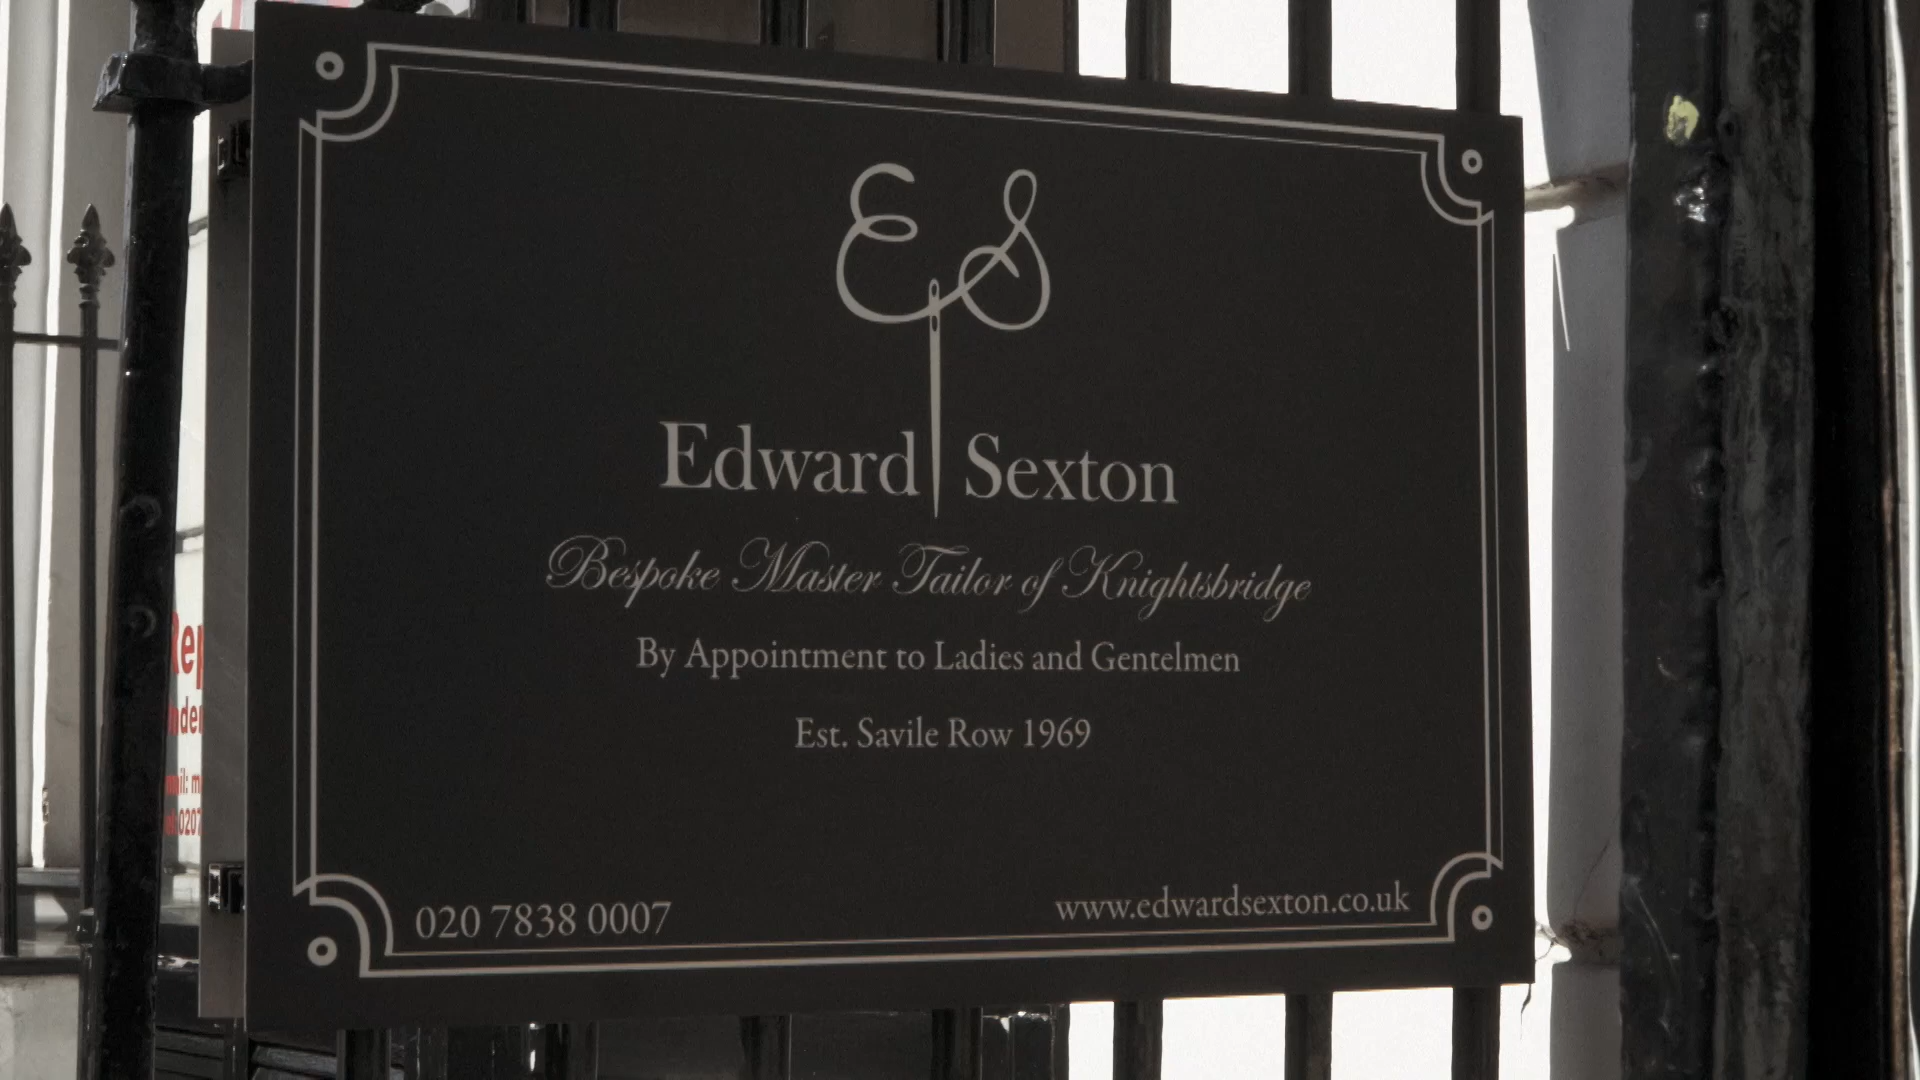 ES
Edward Sexton
Bespoke Master Tailor of Knightsbridge
By Appointment to Ladies and Gentelmen
Est. Savile Row 1969
020 7838 0007
www.edwardsexton.co.uk